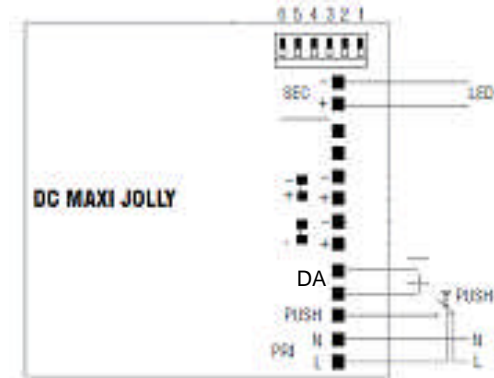 6 5 4 3 2 1
-
SEC
+
LED
DC MAXI JOLLY
- -
+ +
-
- +
DA
PUSH
PUSH
N N
PRI
L L